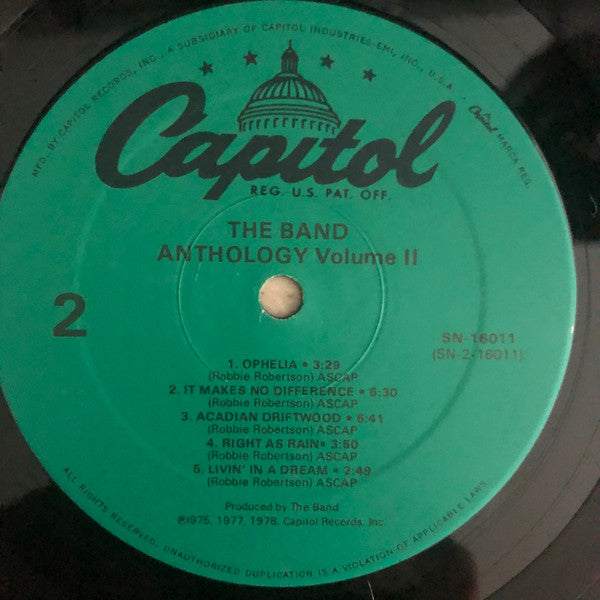 MFD. BY CAPITOL RECORDS, INC., A SUBSIDIARY OF CAPITOL INDUSTRIES-EMI, INC., U.S.A. • Capitol MARCA REG.
Capitol
REG. U.S. PAT. OFF.
THE BAND
ANTHOLOGY Volume II
2
SN-16011
(SN-2-16011)
1. OPHELIA • 3:29
(Robbie Robertson) ASCAP
2. IT MAKES NO DIFFERENCE • 6:30
(Robbie Robertson) ASCAP
3. ACADIAN DRIFTWOOD • 6:41
(Robbie Robertson) ASCAP
4. RIGHT AS RAIN • 3:50
(Robbie Robertson) ASCAP
5. LIVIN' IN A DREAM • 2:49
(Robbie Robertson) ASCAP
Produced by The Band
℗1975, 1977, 1978, Capitol Records, Inc.
ALL RIGHTS RESERVED. UNAUTHORIZED DUPLICATION IS A VIOLATION OF APPLICABLE LAWS.